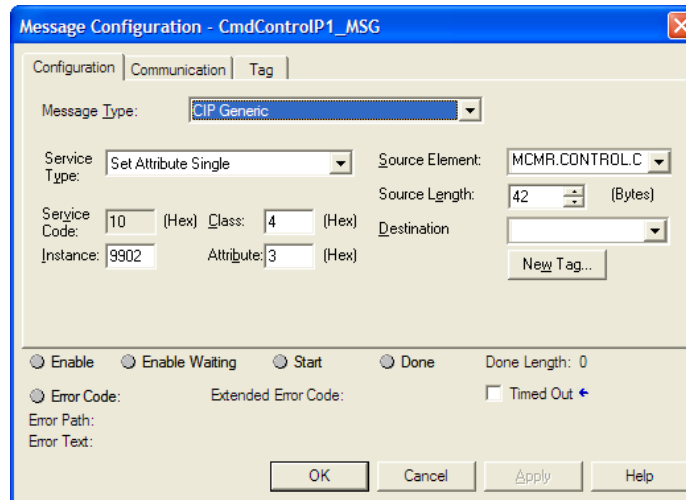 Message Configuration - CmdControlP1_MSG
Configuration Communication Tag
Message Type: CIP Generic
Service Type: Set Attribute Single
Source Element: MCMR.CONTROL.C
Source Length: 42 (Bytes)
Service Code: 10 (Hex) Class: 4 (Hex)
Destination
Instance: 9902 Attribute: 3 (Hex)
New Tag...
Enable Enable Waiting Start Done Done Length: 0
Error Code: Extended Error Code: Timed Out
Error Path:
Error Text:
OK Cancel Apply Help